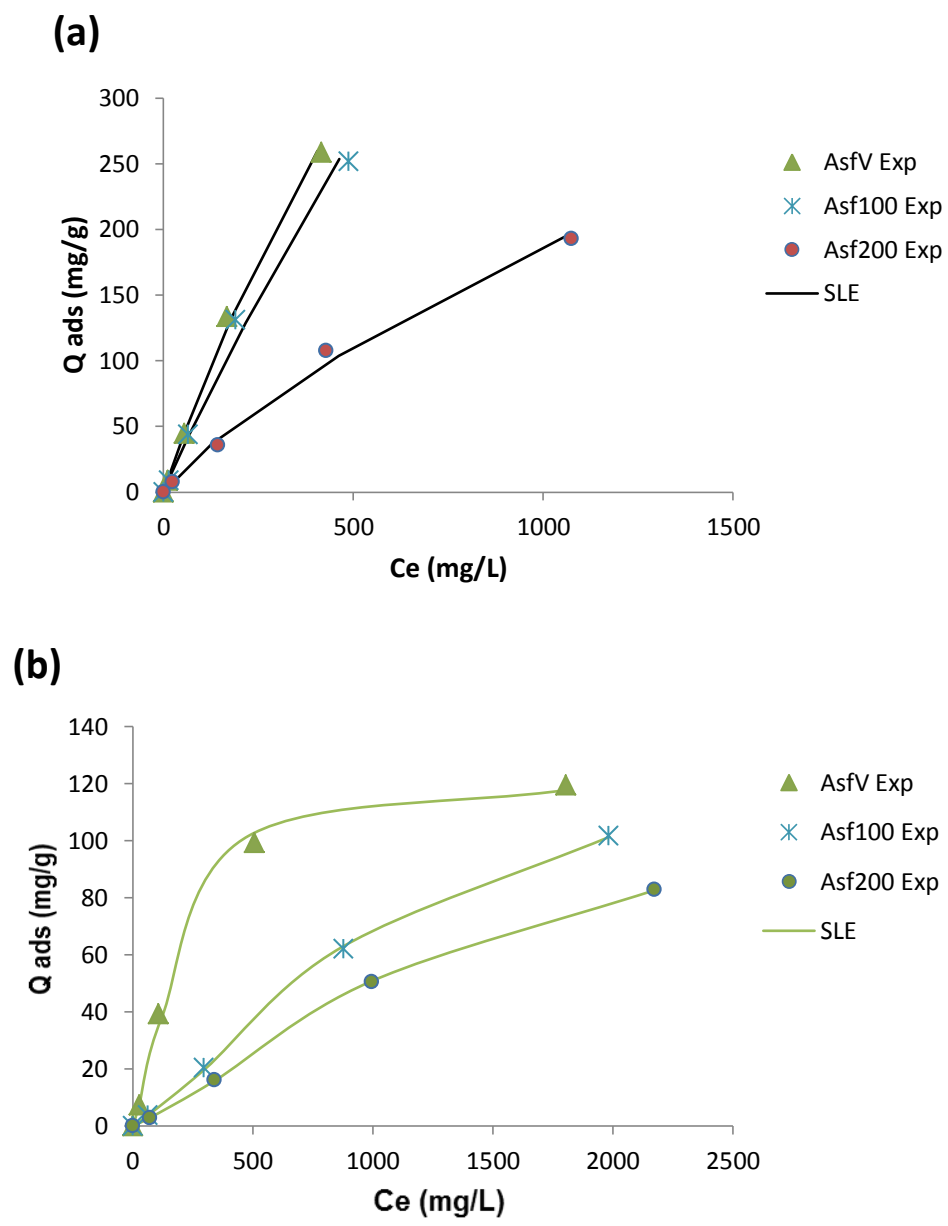 (a)
300
250
200
150
100
50
0
Q ads (mg/g)
0 500 1000 1500
Ce (mg/L)
AsfV Exp
Asf100 Exp
Asf200 Exp
SLE
(b)
140
120
100
80
60
40
20
0
Q ads (mg/g)
0 500 1000 1500 2000 2500
Ce (mg/L)
AsfV Exp
Asf100 Exp
Asf200 Exp
SLE